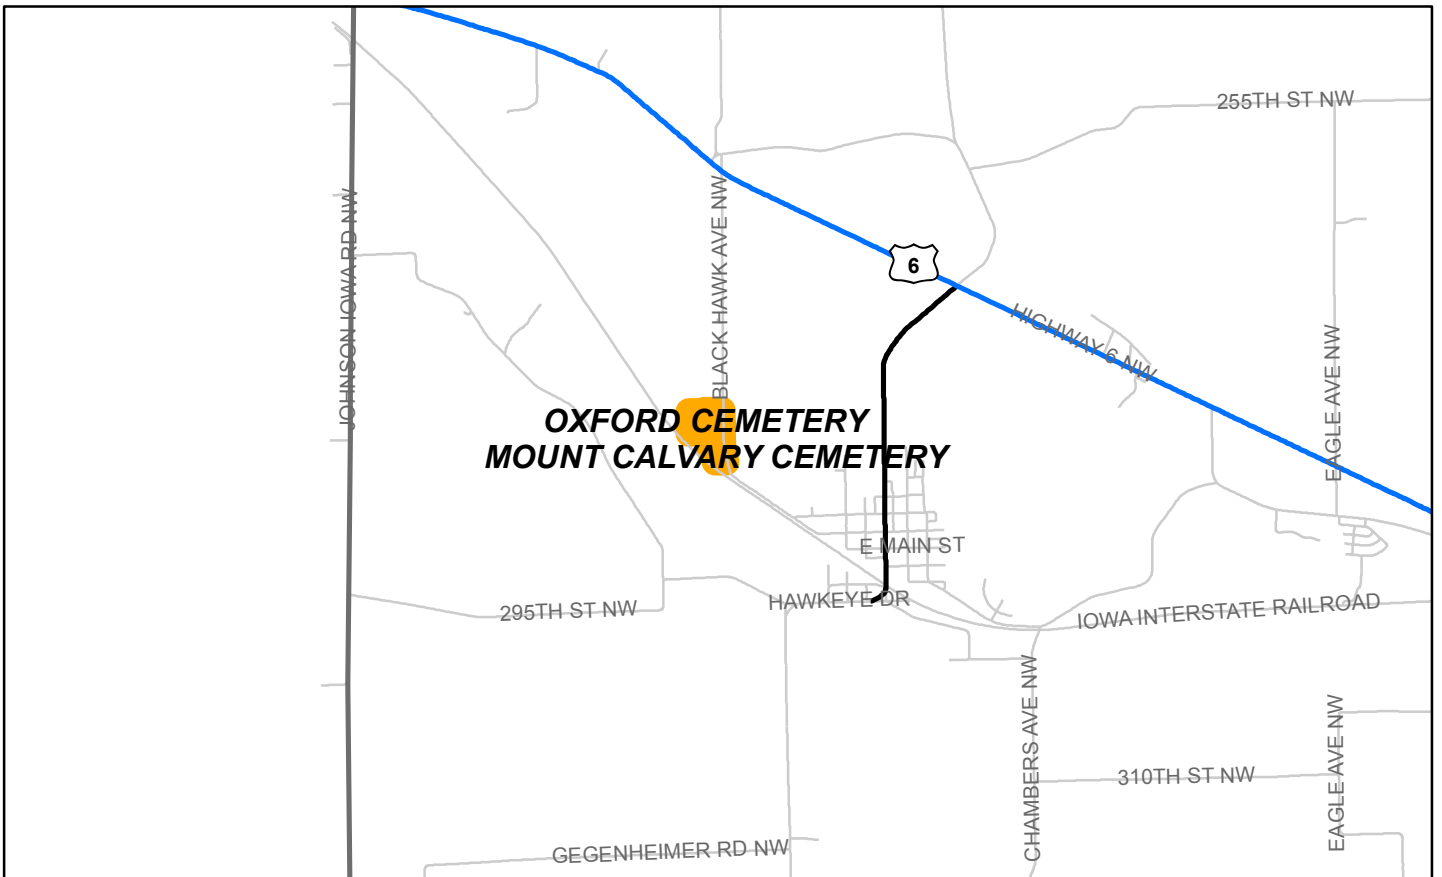 255TH ST NW
JOHNSON IOWA RD NW
BLACK HAWK AVE NW
6
HIGHWAY 6 NW
EAGLE AVE NW
OXFORD CEMETERY
MOUNT CALVARY CEMETERY
E MAIN ST
HAWKEYE DR
295TH ST NW
IOWA INTERSTATE RAILROAD
CHAMBERS AVE NW
EAGLE AVE NW
310TH ST NW
GEGENHEIMER RD NW